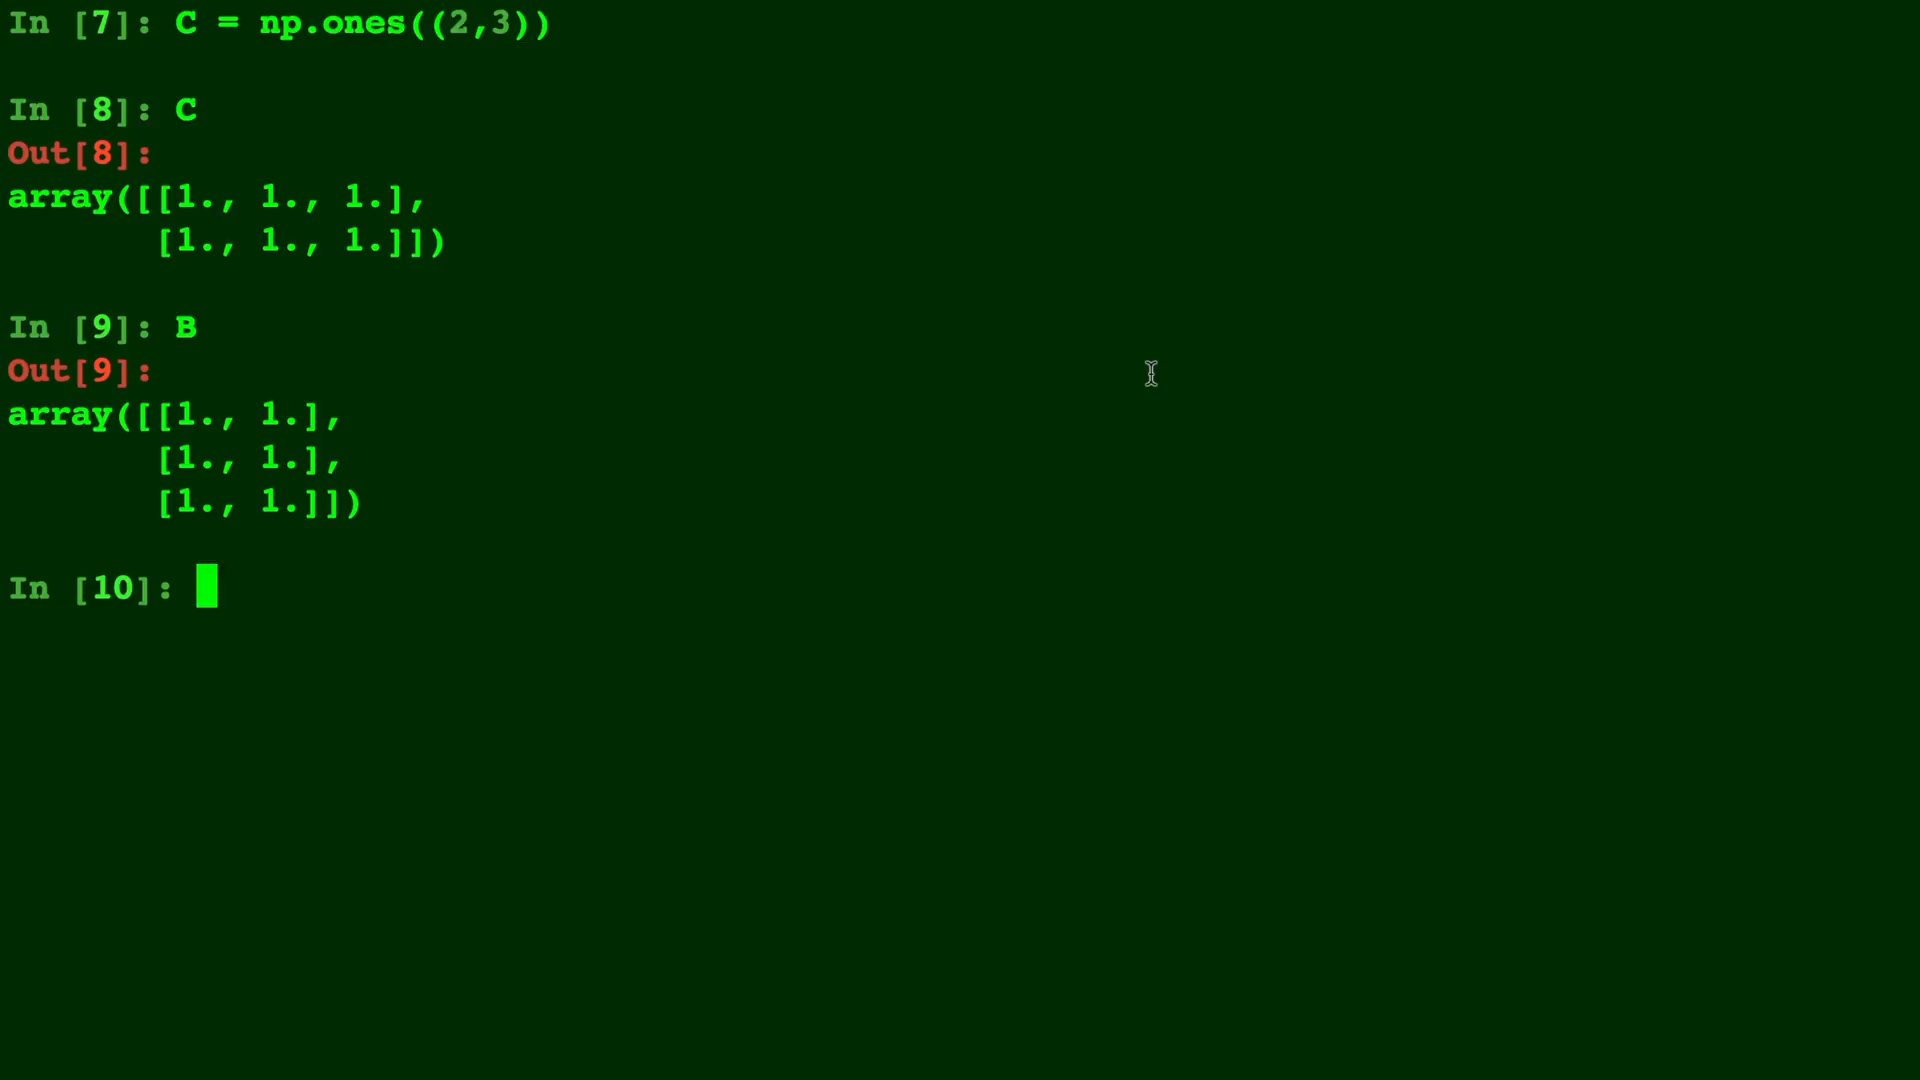 In [7]: C = np.ones((2,3))
In [8]: C
Out[8]:
array([[1., 1., 1.],
       [1., 1., 1.]])
In [9]: B
Out[9]:
array([[1., 1.],
       [1., 1.],
       [1., 1.]])
In [10]: